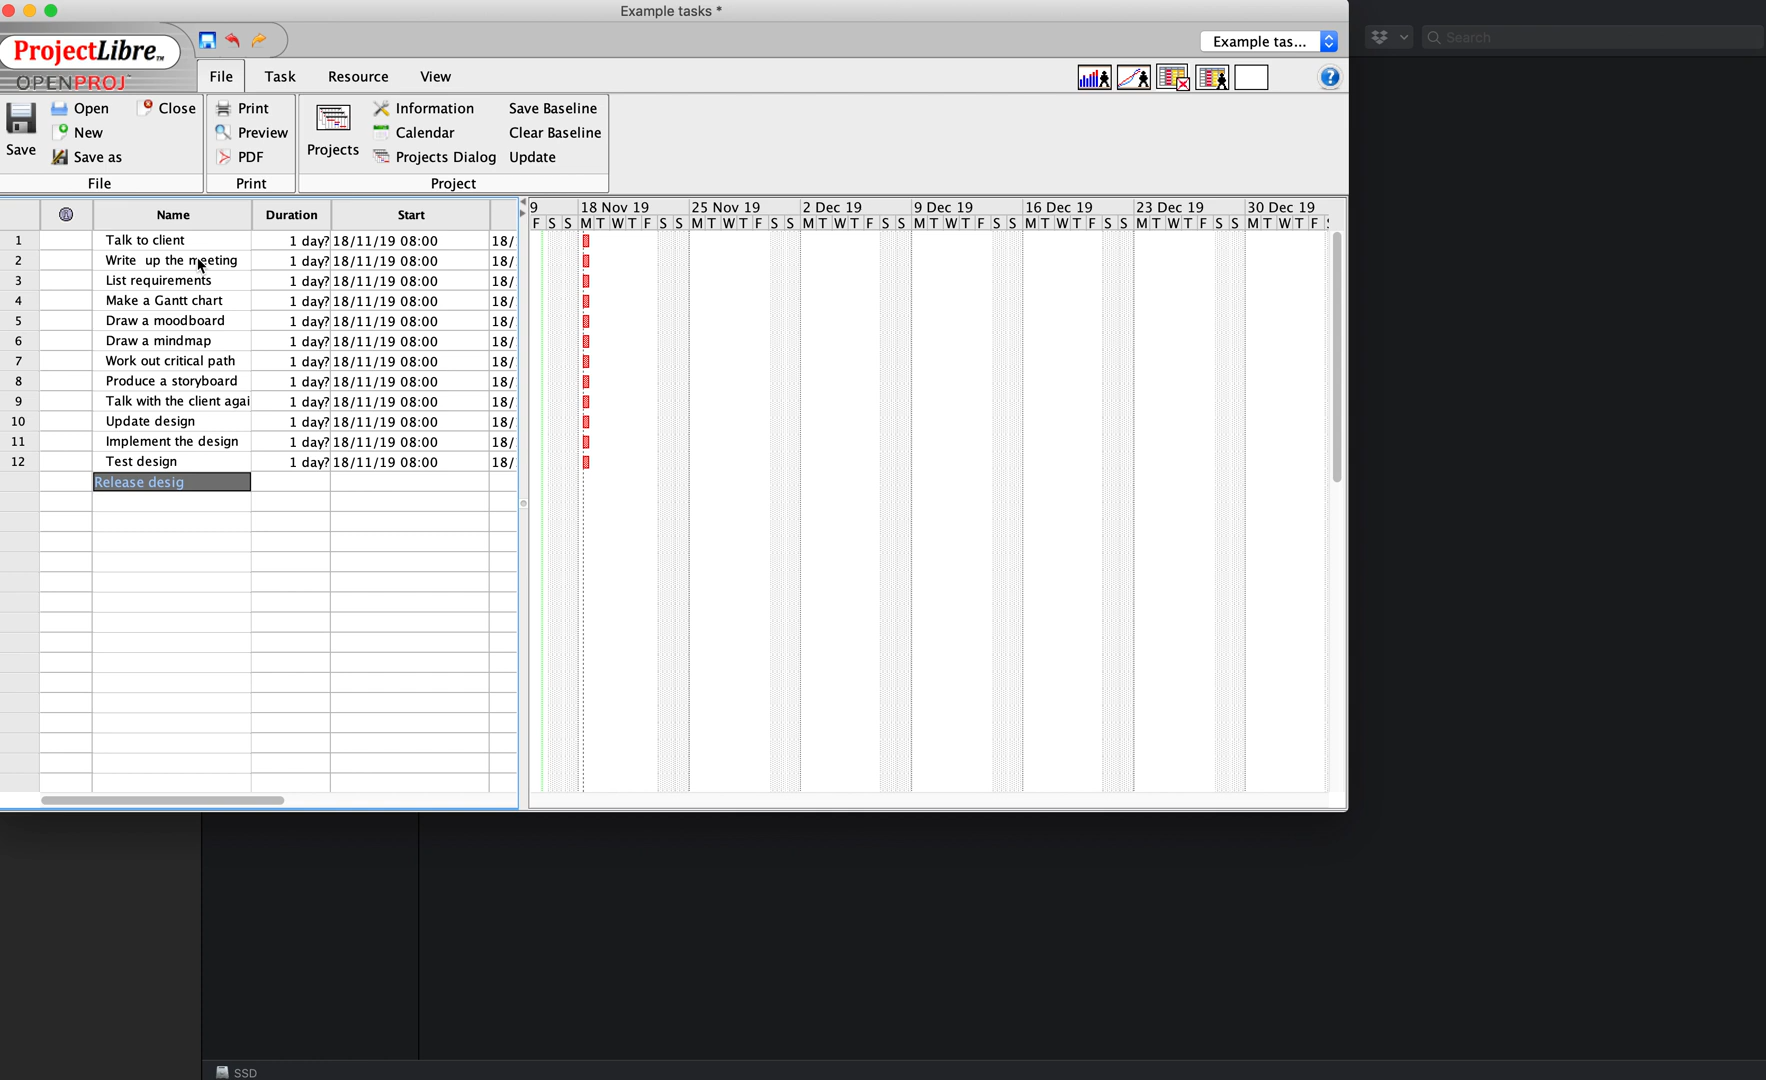 Example tasks *
ProjectLibre™
OPENPROJ
Example tas...
Search
File Task Resource View
Save
Open
New
Save as
Close
File
Print
Preview
PDF
Print
Projects
Information
Calendar
Projects Dialog
Save Baseline
Clear Baseline
Update
Project
Name Duration Start
9 18 Nov 19 25 Nov 19 2 Dec 19 9 Dec 19 16 Dec 19 23 Dec 19 30 Dec 19
F S S M T W T F S S M T W T F S S M T W T F S S M T W T F S S M T W T F S S M T W T F S S M T W T F
1 Talk to client 1 day? 18/11/19 08:00 18/
2 Write up the meeting 1 day? 18/11/19 08:00 18/
3 List requirements 1 day? 18/11/19 08:00 18/
4 Make a Gantt chart 1 day? 18/11/19 08:00 18/
5 Draw a moodboard 1 day? 18/11/19 08:00 18/
6 Draw a mindmap 1 day? 18/11/19 08:00 18/
7 Work out critical path 1 day? 18/11/19 08:00 18/
8 Produce a storyboard 1 day? 18/11/19 08:00 18/
9 Talk with the client agai 1 day? 18/11/19 08:00 18/
10 Update design 1 day? 18/11/19 08:00 18/
11 Implement the design 1 day? 18/11/19 08:00 18/
12 Test design 1 day? 18/11/19 08:00 18/
Release desig
SSD